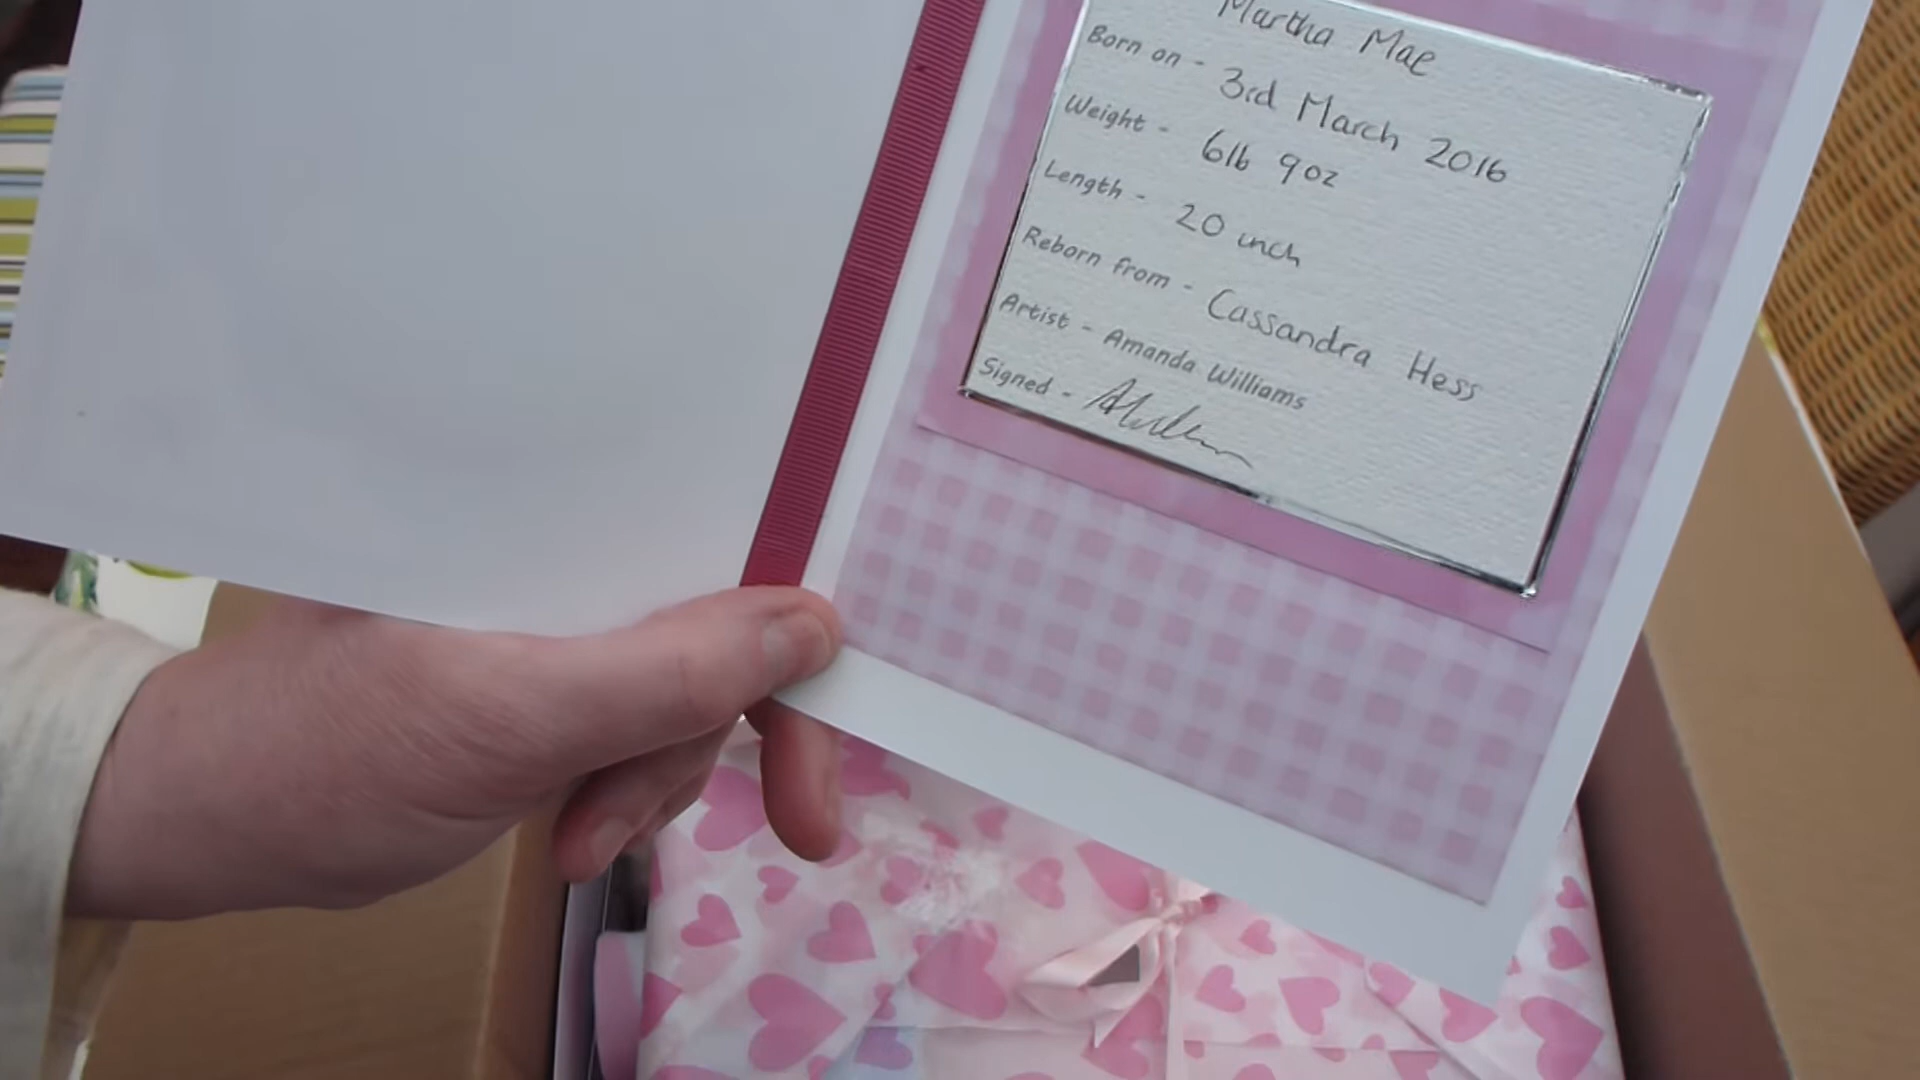 Martha Mae
Born on - 3rd March 2016
Weight - 6lb 9oz
Length - 20 inch
Reborn from - Cassandra Hess
Artist - Amanda Williams
Signed -